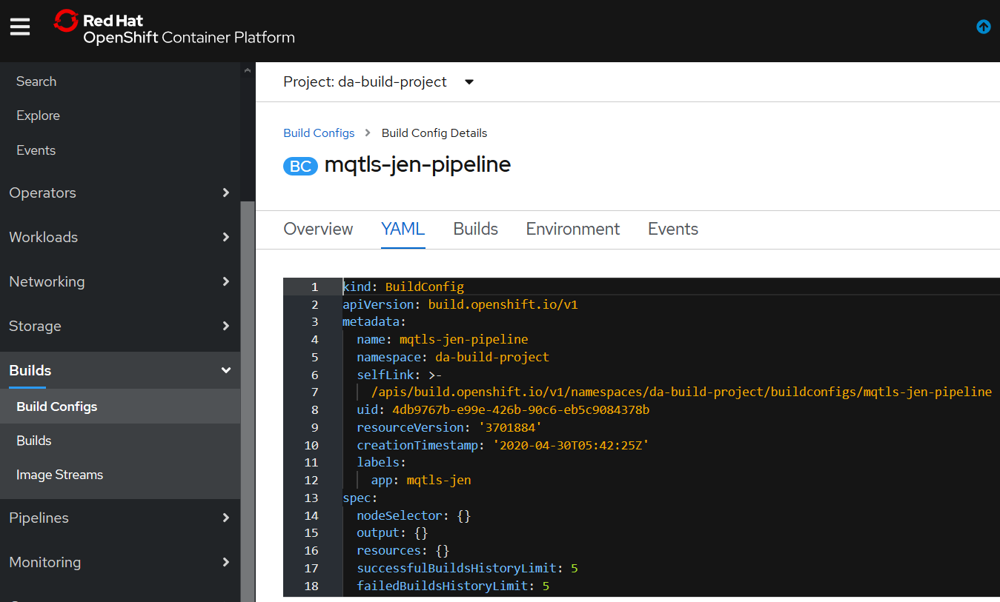 Red Hat
OpenShift Container Platform
Search
Explore
Events
Operators
Workloads
Networking
Storage
Builds
Build Configs
Builds
Image Streams
Pipelines
Monitoring
Project: da-build-project
Build Configs > Build Config Details
BC mqtls-jen-pipeline
Overview YAML Builds Environment Events
1 kind: BuildConfig
2 apiVersion: build.openshift.io/v1
3 metadata:
4 name: mqtls-jen-pipeline
5 namespace: da-build-project
6 selfLink: >-
7 /apis/build.openshift.io/v1/namespaces/da-build-project/buildconfigs/mqtls-jen-pipeline
8 uid: 4db9767b-e99e-426b-90c6-eb5c9084378b
9 resourceVersion: '3701884'
10 creationTimestamp: '2020-04-30T05:42:25Z'
11 labels:
12 app: mqtls-jen
13 spec:
14 nodeSelector: {}
15 output: {}
16 resources: {}
17 successfulBuildsHistoryLimit: 5
18 failedBuildsHistoryLimit: 5